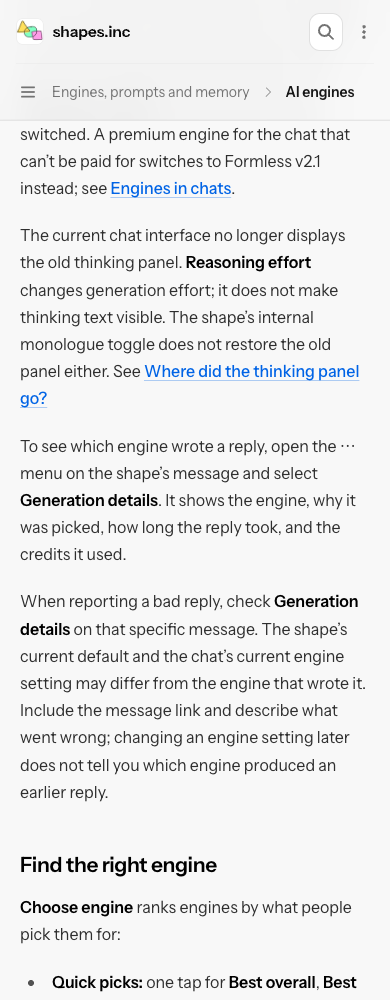 shapes.inc
Engines, prompts and memory > AI engines
switched. A premium engine for the chat that
can't be paid for switches to Formless v2.1
instead; see Engines in chats.
The current chat interface no longer displays
the old thinking panel. Reasoning effort
changes generation effort; it does not make
thinking text visible. The shape's internal
monologue toggle does not restore the old
panel either. See Where did the thinking panel
go?
To see which engine wrote a reply, open the ···
menu on the shape's message and select
Generation details. It shows the engine, why it
was picked, how long the reply took, and the
credits it used.
When reporting a bad reply, check Generation
details on that specific message. The shape's
current default and the chat's current engine
setting may differ from the engine that wrote it.
Include the message link and describe what
went wrong; changing an engine setting later
does not tell you which engine produced an
earlier reply.
Find the right engine
Choose engine ranks engines by what people
pick them for:
• Quick picks: one tap for Best overall, Best